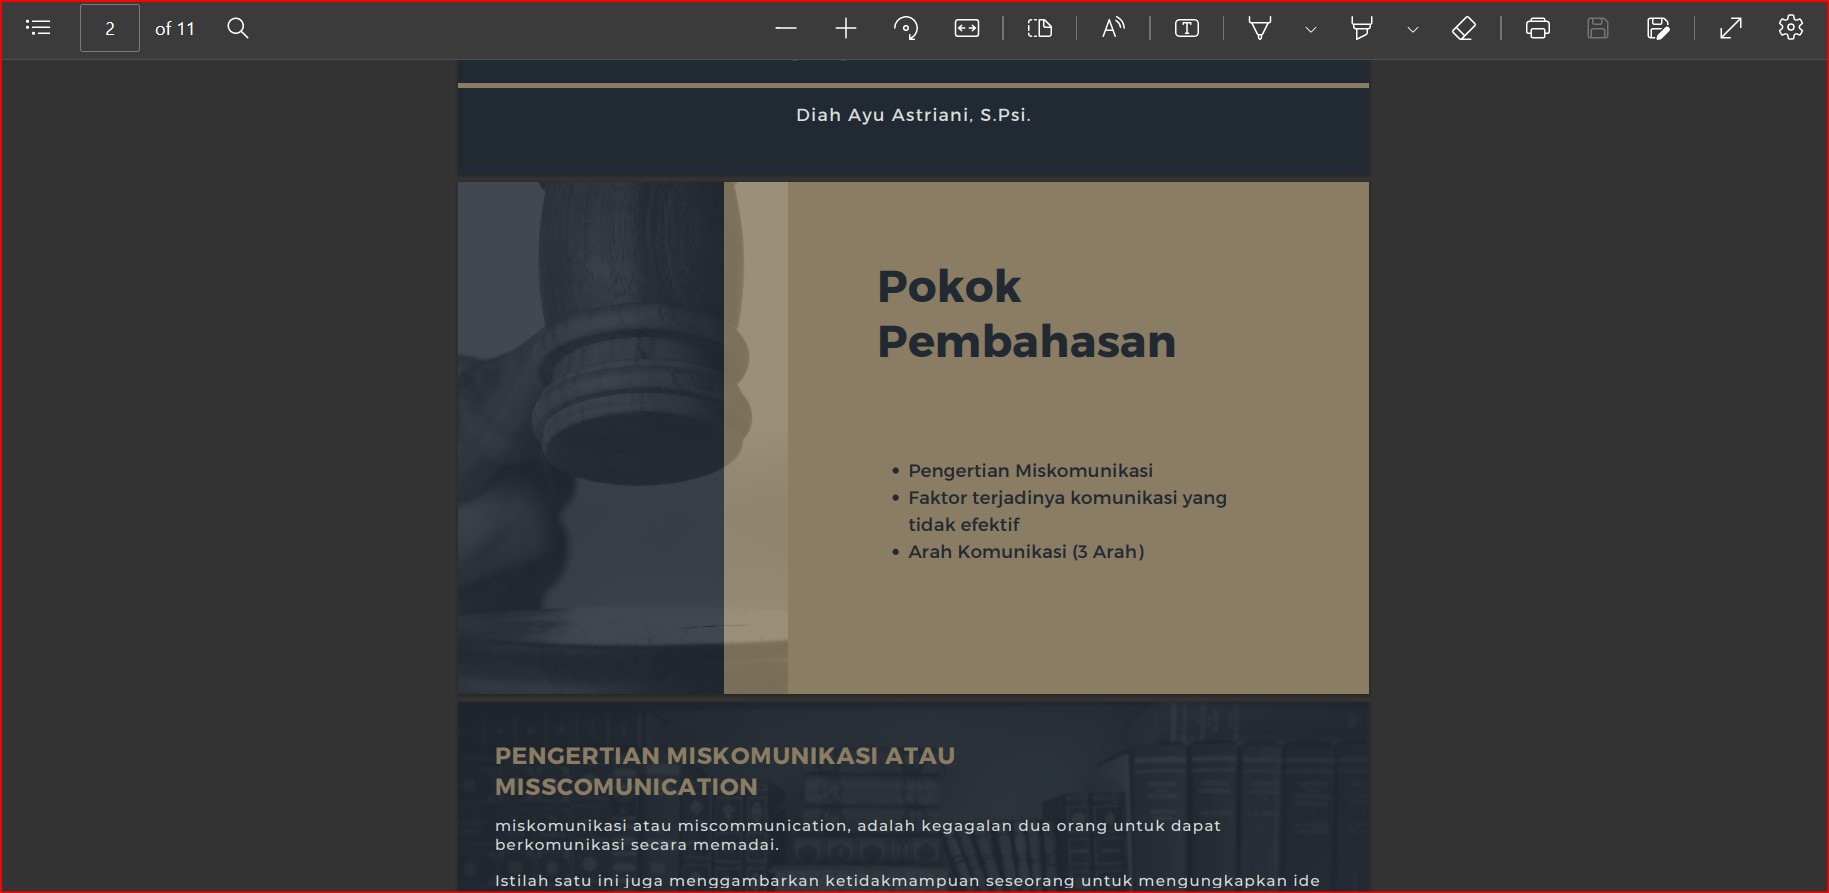 2
of 11
Diah Ayu Astriani, S.Psi.
Pokok
Pembahasan
• Pengertian Miskomunikasi
• Faktor terjadinya komunikasi yang
tidak efektif
• Arah Komunikasi (3 Arah)
PENGERTIAN MISKOMUNIKASI ATAU
MISSCOMUNICATION
miskomunikasi atau miscommunication, adalah kegagalan dua orang untuk dapat
berkomunikasi secara memadai.
Istilah satu ini juga menggambarkan ketidakmampuan seseorang untuk mengungkapkan ide